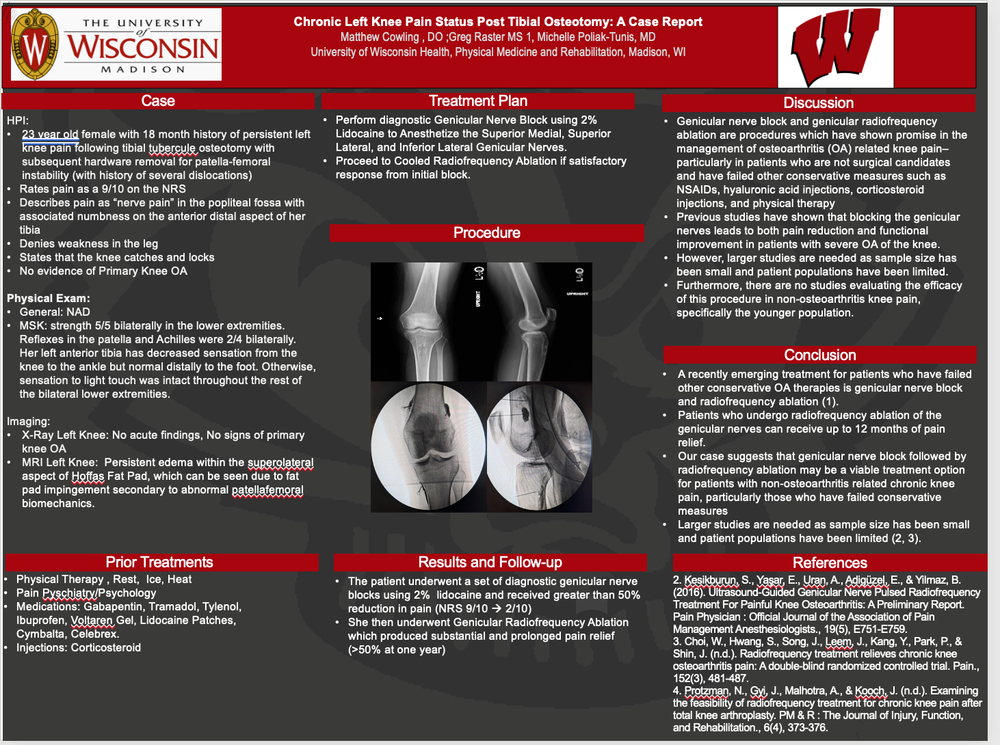 THE UNIVERSITY
of
WISCONSIN
MADISON
Chronic Left Knee Pain Status Post Tibial Osteotomy: A Case Report
Matthew Cowling , DO ;Greg Raster MS 1, Michelle Poliak-Tunis, MD
University of Wisconsin Health, Physical Medicine and Rehabilitation, Madison, WI
W
Case
HPI:
• 23 year old female with 18 month history of persistent left
knee pain following tibial tubercule osteotomy with
subsequent hardware removal for patella-femoral
instability (with history of several dislocations)
• Rates pain as a 9/10 on the NRS
• Describes pain as “nerve pain” in the popliteal fossa with
associated numbness on the anterior distal aspect of her
tibia
• Denies weakness in the leg
• States that the knee catches and locks
• No evidence of Primary Knee OA
Physical Exam:
• General: NAD
• MSK: strength 5/5 bilaterally in the lower extremities.
Reflexes in the patella and Achilles were 2/4 bilaterally.
Her left anterior tibia has decreased sensation from the
knee to the ankle but normal distally to the foot. Otherwise,
sensation to light touch was intact throughout the rest of
the bilateral lower extremities.
Imaging:
• X-Ray Left Knee: No acute findings, No signs of primary
knee OA
• MRI Left Knee:  Persistent edema within the superolateral
aspect of Hoffas Fat Pad, which can be seen due to fat
pad impingement secondary to abnormal patellafemoral
biomechanics.
Prior Treatments
• Physical Therapy , Rest,  Ice, Heat
• Pain Pyschiatry/Psychology
• Medications: Gabapentin, Tramadol, Tylenol,
Ibuprofen, Voltaren Gel, Lidocaine Patches,
Cymbalta, Celebrex.
• Injections: Corticosteroid
Treatment Plan
• Perform diagnostic Genicular Nerve Block using 2%
Lidocaine to Anesthetize the Superior Medial, Superior
Lateral, and Inferior Lateral Genicular Nerves.
• Proceed to Cooled Radiofrequency Ablation if satisfactory
response from initial block.
Procedure
UPRIGHT
UPRIGHT
Results and Follow-up
• The patient underwent a set of diagnostic genicular nerve
blocks using 2%  lidocaine and received greater than 50%
reduction in pain (NRS 9/10 → 2/10)
• She then underwent Genicular Radiofrequency Ablation
which produced substantial and prolonged pain relief
(>50% at one year)
Discussion
• Genicular nerve block and genicular radiofrequency
ablation are procedures which have shown promise in the
management of osteoarthritis (OA) related knee pain–
particularly in patients who are not surgical candidates
and have failed other conservative measures such as
NSAIDs, hyaluronic acid injections, corticosteroid
injections, and physical therapy
• Previous studies have shown that blocking the genicular
nerves leads to both pain reduction and functional
improvement in patients with severe OA of the knee.
• However, larger studies are needed as sample size has
been small and patient populations have been limited.
• Furthermore, there are no studies evaluating the efficacy
of this procedure in non-osteoarthritis knee pain,
specifically the younger population.
Conclusion
• A recently emerging treatment for patients who have failed
other conservative OA therapies is genicular nerve block
and radiofrequency ablation (1).
• Patients who undergo radiofrequency ablation of the
genicular nerves can receive up to 12 months of pain
relief.
• Our case suggests that genicular nerve block followed by
radiofrequency ablation may be a viable treatment option
for patients with non-osteoarthritis related chronic knee
pain, particularly those who have failed conservative
measures
• Larger studies are needed as sample size has been small
and patient populations have been limited (2, 3).
References
2. Kesikburun, S., Yaşar, E., Uran, A., Adigüzel, E., & Yilmaz, B.
(2016). Ultrasound-Guided Genicular Nerve Pulsed Radiofrequency
Treatment For Painful Knee Osteoarthritis: A Preliminary Report.
Pain Physician : Official Journal of the Association of Pain
Management Anesthesiologists., 19(5), E751-E759.
3. Choi, W., Hwang, S., Song, J., Leem, J., Kang, Y., Park, P., &
Shin, J. (n.d.). Radiofrequency treatment relieves chronic knee
osteoarthritis pain: A double-blind randomized controlled trial. Pain.,
152(3), 481-487.
4. Protzman, N., Gyi, J., Malhotra, A., & Kooch, J. (n.d.). Examining
the feasibility of radiofrequency treatment for chronic knee pain after
total knee arthroplasty. PM & R : The Journal of Injury, Function,
and Rehabilitation., 6(4), 373-376.